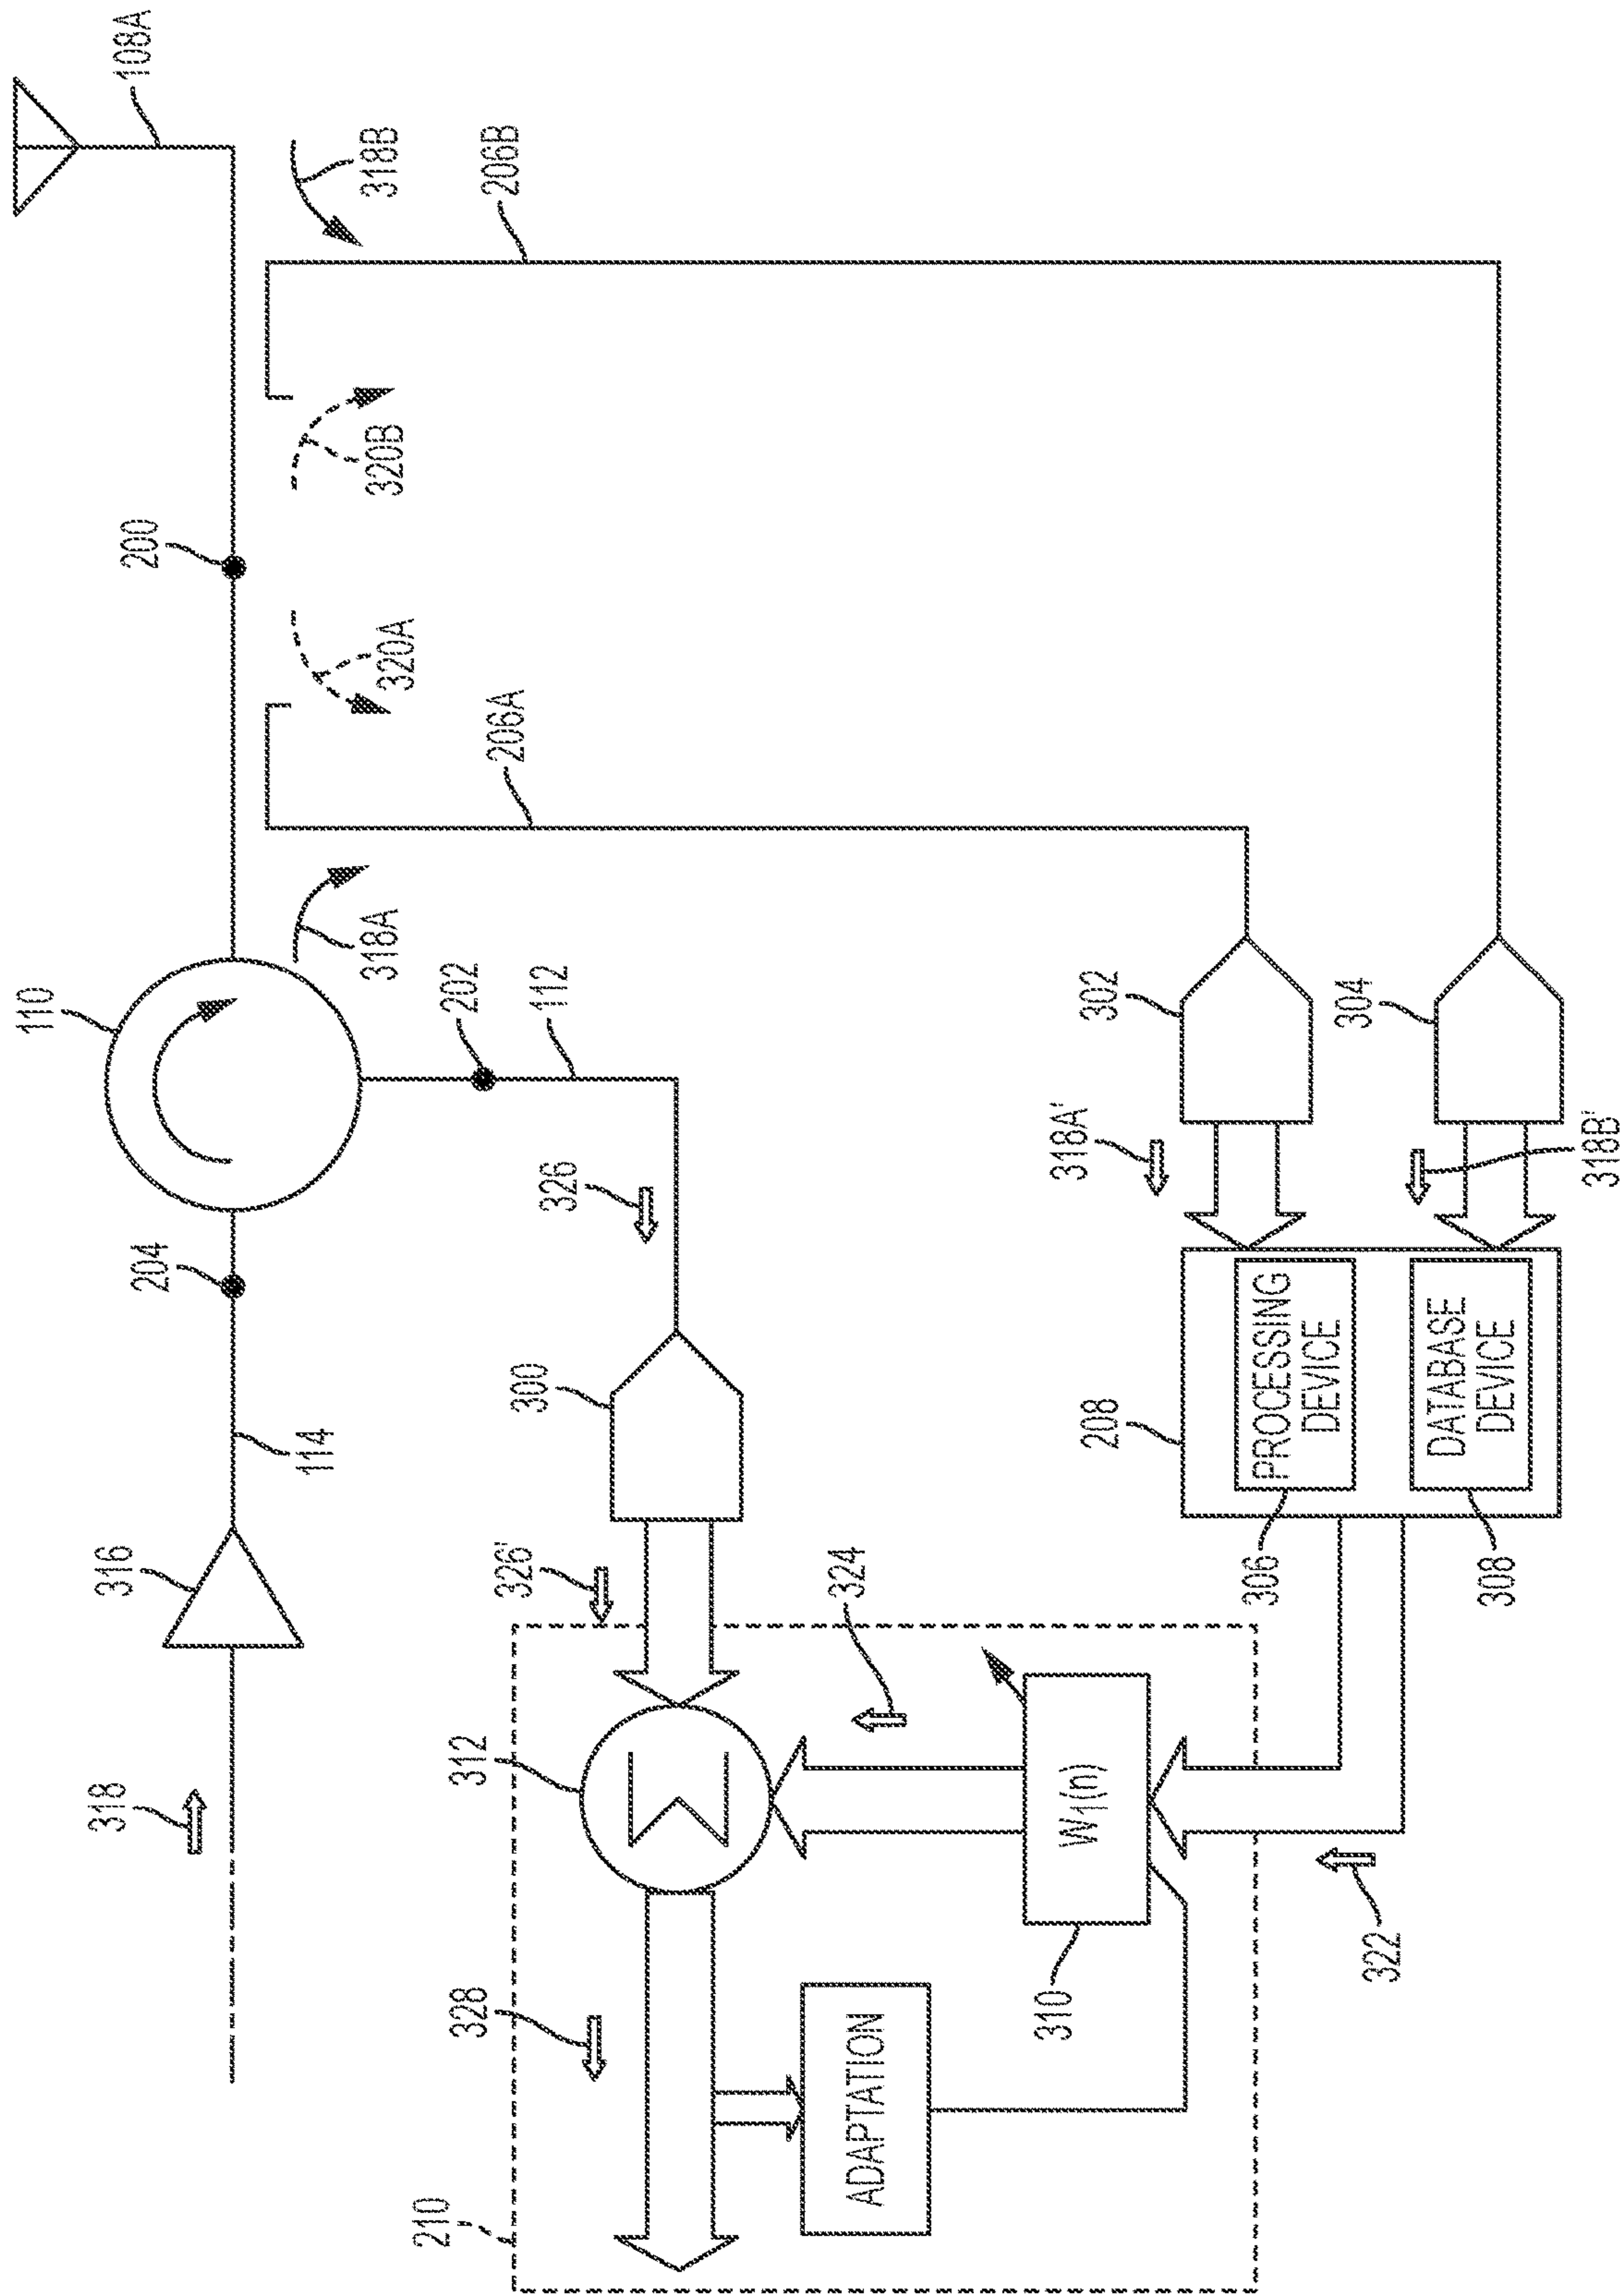 108A
318B
206B
200
320B
320A
206A
110
318A
202
112
302
304
204
326
318A'
318B'
114
300
208
PROCESSING
DEVICE
DATABASE
DEVICE
316
326'
324
306
308
318
312
W1(n)
322
328
310
ADAPTATION
210